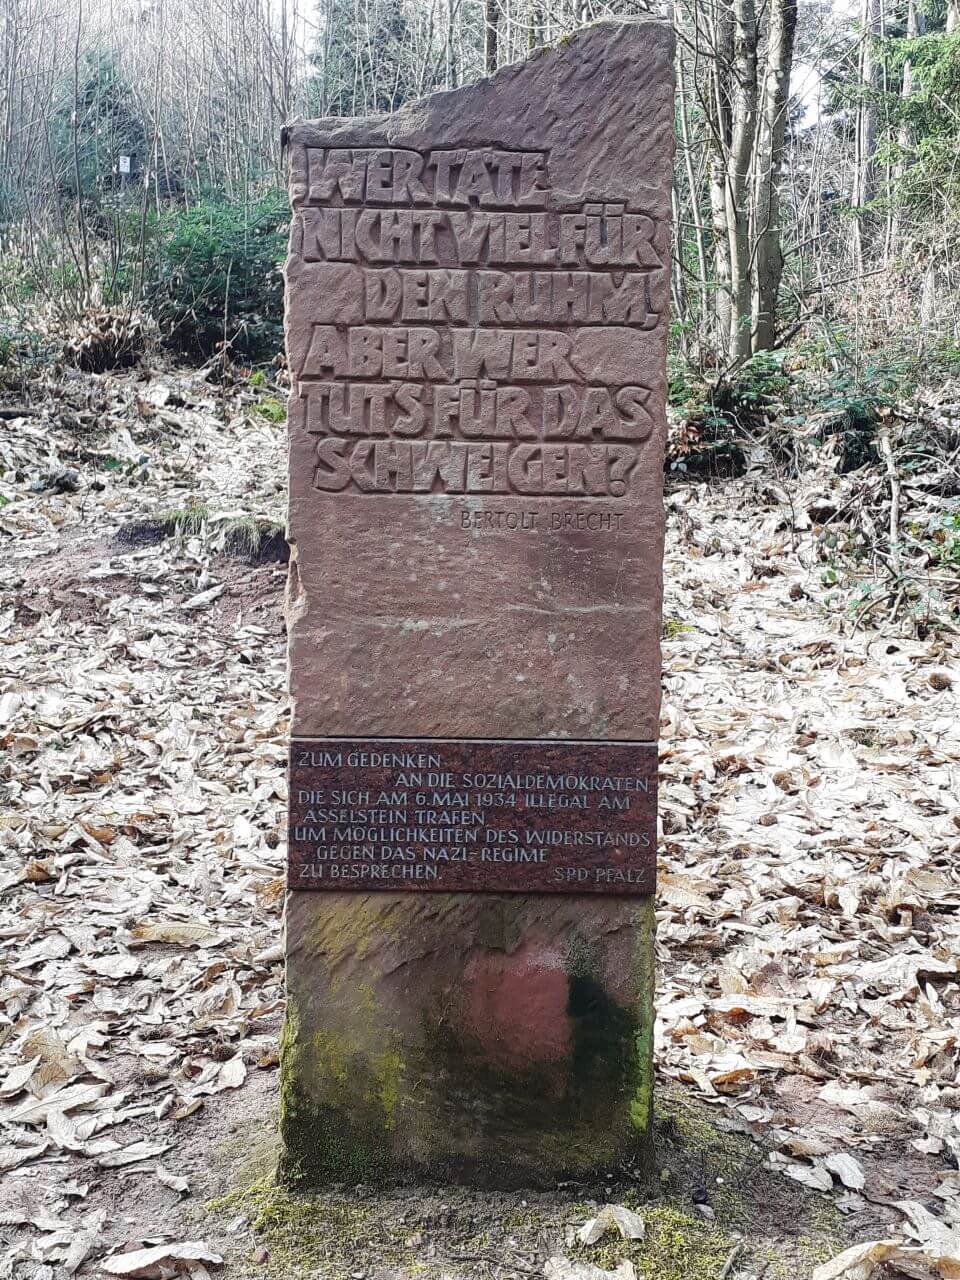 WER TÄTE
NICHT VIEL FÜR
DEN RUHM,
ABER WER
TUT'S FÜR DAS
SCHWEIGEN?
BERTOLT BRECHT
ZUM GEDENKEN
AN DIE SOZIALDEMOKRATEN,
DIE SICH AM 6. MAI 1934 ILLEGAL AM
ASSELSTEIN TRAFEN,
UM MÖGLICHKEITEN DES WIDERSTANDS
GEGEN DAS NAZI-REGIME
ZU BESPRECHEN. SPD PFALZ